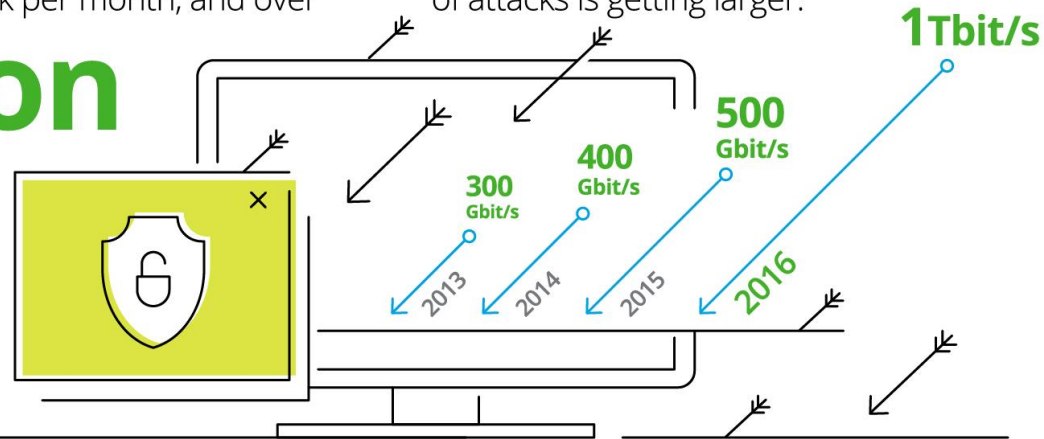 per month, and over
of attacks is getting larger.
on
1Tbit/s
500
Gbit/s
400
Gbit/s
300
Gbit/s
2013
2014
2015
2016